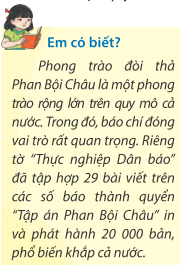 Em có biết?
Phong trào đòi thả
Phan Bội Châu là một phong
trào rộng lớn trên quy mô cả
nước. Trong đó, báo chí đóng
vai trò rất quan trọng. Riêng
tờ “Thực nghiệp Dân báo”
đã tập hợp 29 bài viết trên
các số báo thành quyển
“Tập án Phan Bội Châu” in
và phát hành 20 000 bản,
phổ biến khắp cả nước.